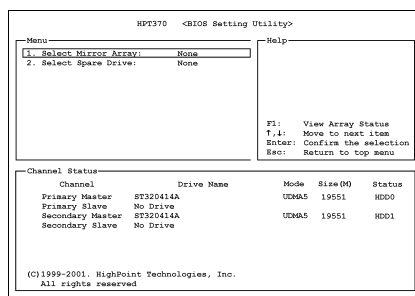 HPT370 <BIOS Setting Utility>
Menu
1. Select Mirror Array: None
2. Select Spare Drive: None
Help
F1: View Array Status
↑,↓: Move to next item
Enter: Confirm the selection
Esc: Return to top menu
Channel Status
Channel Drive Name Mode Size(M) Status
Primary Master ST320414A UDMA5 19551 HDD0
Primary Slave No Drive
Secondary Master ST320414A UDMA5 19551 HDD1
Secondary Slave No Drive
(C)1999-2001. HighPoint Technologies, Inc.
All rights reserved